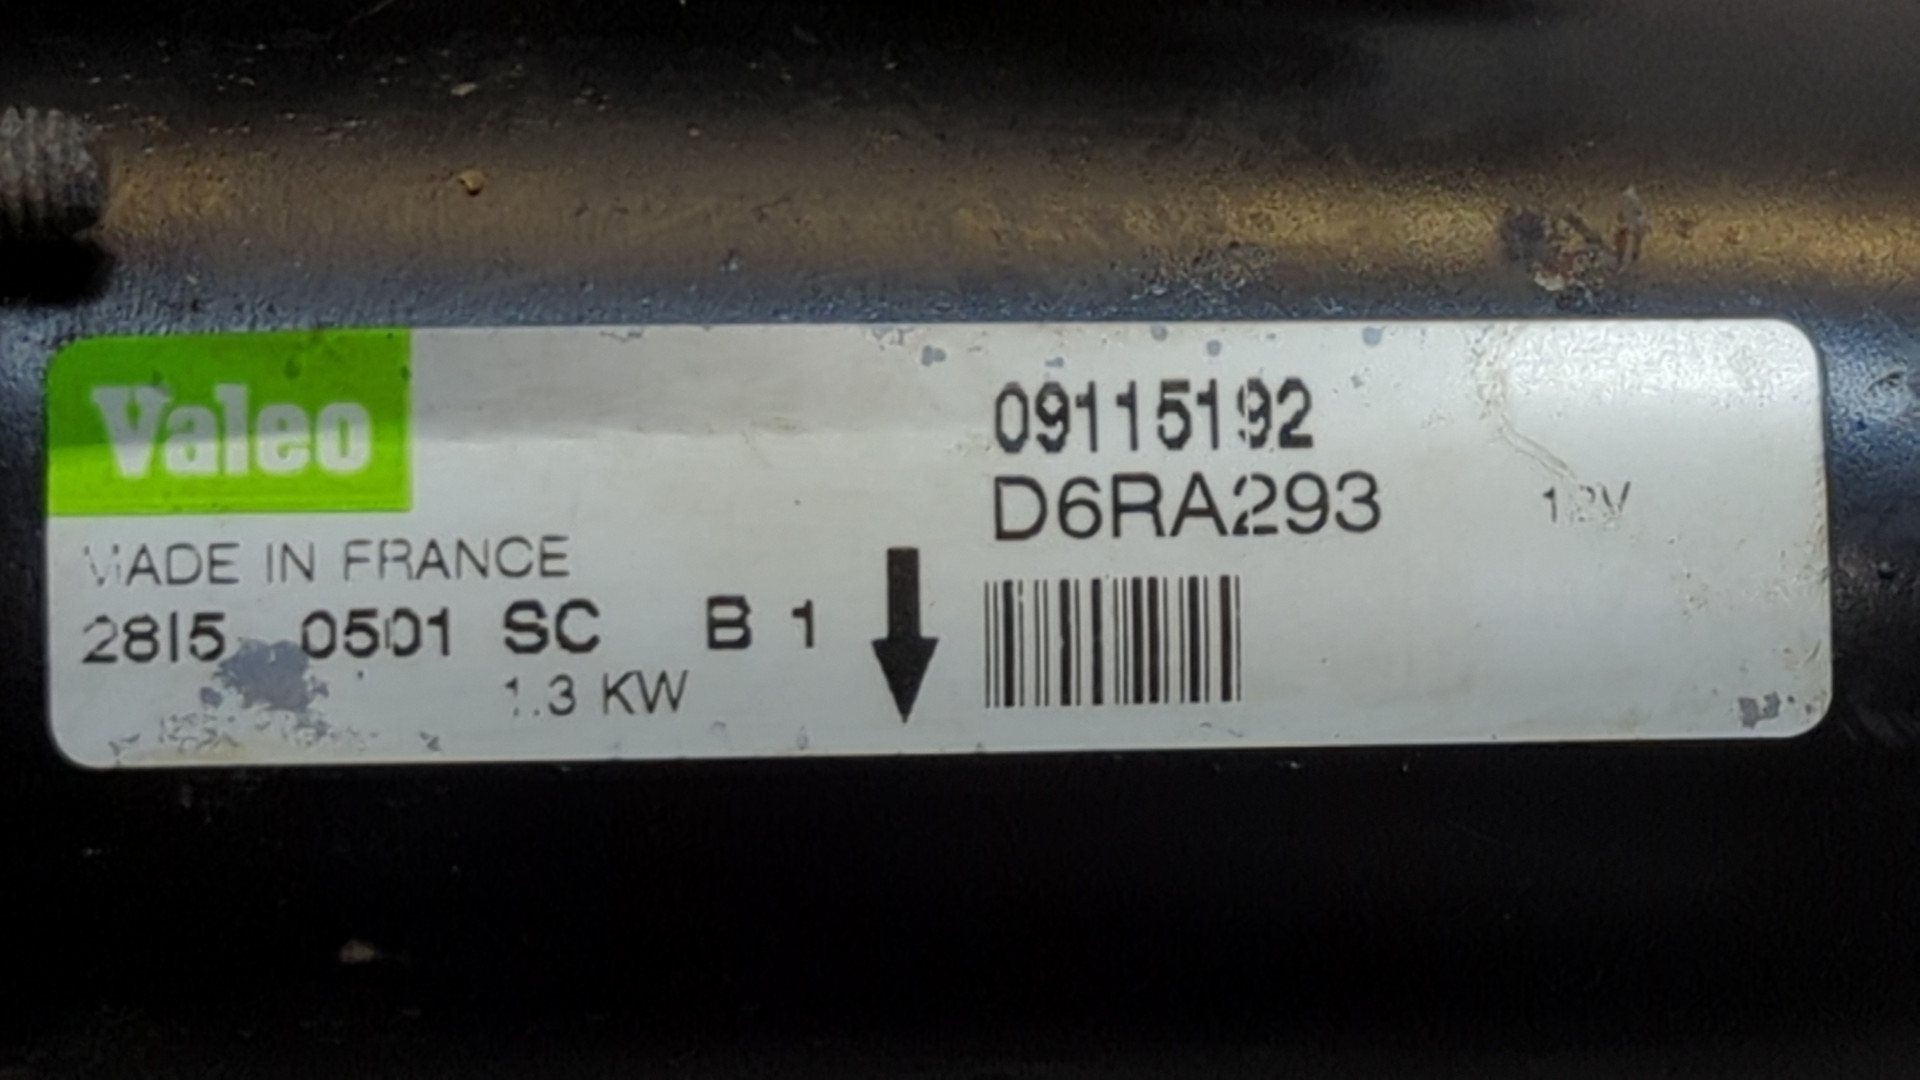 Valeo
09115192
D6RA293
12V
MADE IN FRANCE
2815 0501 SC B 1
1.3 KW